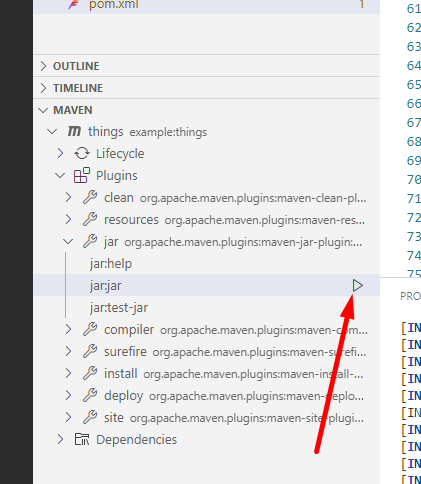 pom.xml 1
OUTLINE
TIMELINE
MAVEN
things example:things
Lifecycle
Plugins
clean org.apache.maven.plugins:maven-clean-pl...
resources org.apache.maven.plugins:maven-res...
jar org.apache.maven.plugins:maven-jar-plugin:...
jar:help
jar:jar
jar:test-jar
compiler org.apache.maven.plugins:maven-com...
surefire org.apache.maven.plugins:maven-surefi...
install org.apache.maven.plugins:maven-install-...
deploy org.apache.maven.plugins:maven-deplo...
site org.apache.maven.plugins:maven-site-plugi...
Dependencies
61
62
63
64
65
66
67
68
69
70
71
72
73
74
75
PRO
[IN
[IN
[IN
[IN
[IN
[IN
[IN
[IN
[IN
[IN